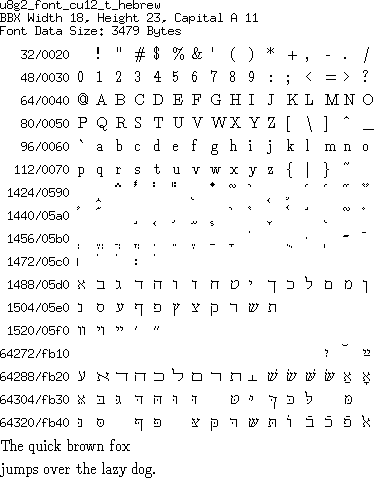 u8g2_font_cu12_t_hebrew
BBX Width 18, Height 23, Capital A 11
Font Data Size: 3479 Bytes
32/0020 ! " # $ % & ' ( ) * + , - . /
48/0030 0 1 2 3 4 5 6 7 8 9 : ; < = > ?
64/0040 @ A B C D E F G H I J K L M N O
80/0050 P Q R S T U V W X Y Z [ \ ] ^ _
96/0060 ` a b c d e f g h i j k l m n o
112/0070 p q r s t u v w x y z { | } ~
1424/0590
1440/05a0
1456/05b0
1472/05c0
1488/05d0 א ב ג ד ה ו ז ח ט י ך כ ל ם מ ן
1504/05e0 נ ס ע ף פ ץ צ ק ר ש ת
1520/05f0 װ ױ ײ ׳ ״
64272/fb10
64288/fb20 ﬠ ﬡ ﬢ ﬣ ﬤ ﬥ ﬦ ﬧ ﬨ ﬩ שׁ שׂ שּׁ שּׂ אַ אָ
64304/fb30 אּ בּ גּ דּ הּ וּ זּ טּ יּ ךּ כּ לּ מּ
64320/fb40 נּ סּ ףּ פּ צּ קּ רּ שּ תּ וֹ בֿ כֿ פֿ ﭏ
The quick brown fox
jumps over the lazy dog.